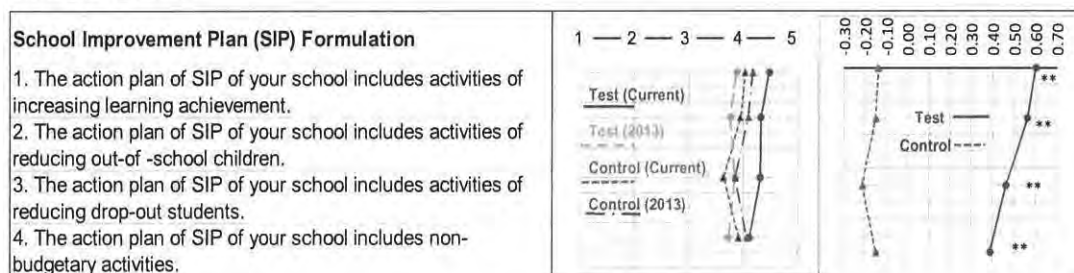 School Improvement Plan (SIP) Formulation
1. The action plan of SIP of your school includes activities of
increasing learning achievement.
2. The action plan of SIP of your school includes activities of
reducing out-of -school children.
3. The action plan of SIP of your school includes activities of
reducing drop-out students.
4. The action plan of SIP of your school includes non-
budgetary activities.
1 — 2 — 3 — 4 — 5
Test (Current)
Test (2013)
Control (Current)
Control (2013)
-0.30
-0.20
-0.10
0.00
0.10
0.20
0.30
0.40
0.50
0.60
0.70
**
Test
**
Control
**
**